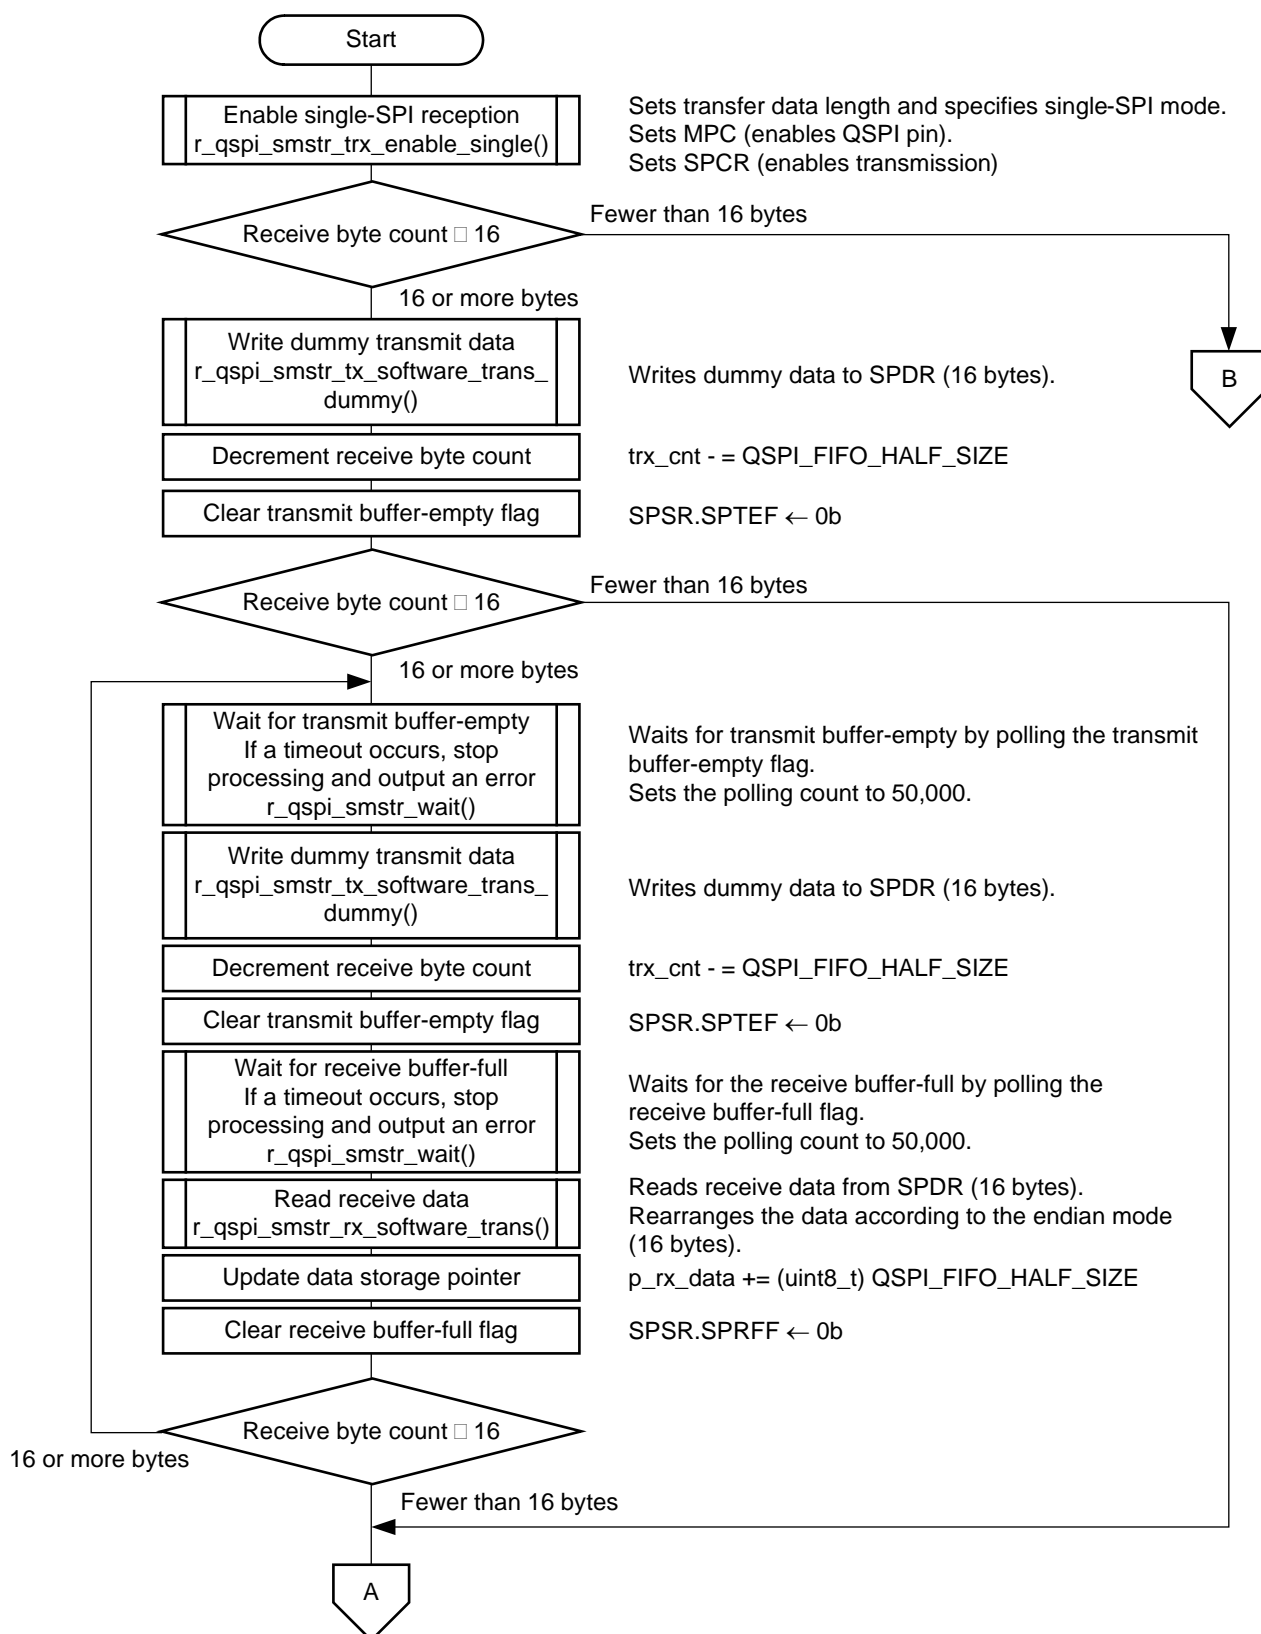 Start
Enable single-SPI reception
r_qspi_smstr_trx_enable_single()
Sets transfer data length and specifies single-SPI mode.
Sets MPC (enables QSPI pin).
Sets SPCR (enables transmission)
Receive byte count □ 16
Fewer than 16 bytes
16 or more bytes
B
Write dummy transmit data
r_qspi_smstr_tx_software_trans_
dummy()
Writes dummy data to SPDR (16 bytes).
Decrement receive byte count
trx_cnt - = QSPI_FIFO_HALF_SIZE
Clear transmit buffer-empty flag
SPSR.SPTEF ← 0b
Receive byte count □ 16
Fewer than 16 bytes
16 or more bytes
Wait for transmit buffer-empty
If a timeout occurs, stop
processing and output an error
r_qspi_smstr_wait()
Waits for transmit buffer-empty by polling the transmit
buffer-empty flag.
Sets the polling count to 50,000.
Write dummy transmit data
r_qspi_smstr_tx_software_trans_
dummy()
Writes dummy data to SPDR (16 bytes).
Decrement receive byte count
trx_cnt - = QSPI_FIFO_HALF_SIZE
Clear transmit buffer-empty flag
SPSR.SPTEF ← 0b
Wait for receive buffer-full
If a timeout occurs, stop
processing and output an error
r_qspi_smstr_wait()
Waits for the receive buffer-full by polling the
receive buffer-full flag.
Sets the polling count to 50,000.
Read receive data
r_qspi_smstr_rx_software_trans()
Reads receive data from SPDR (16 bytes).
Rearranges the data according to the endian mode
(16 bytes).
Update data storage pointer
p_rx_data += (uint8_t) QSPI_FIFO_HALF_SIZE
Clear receive buffer-full flag
SPSR.SPRFF ← 0b
Receive byte count □ 16
16 or more bytes
Fewer than 16 bytes
A